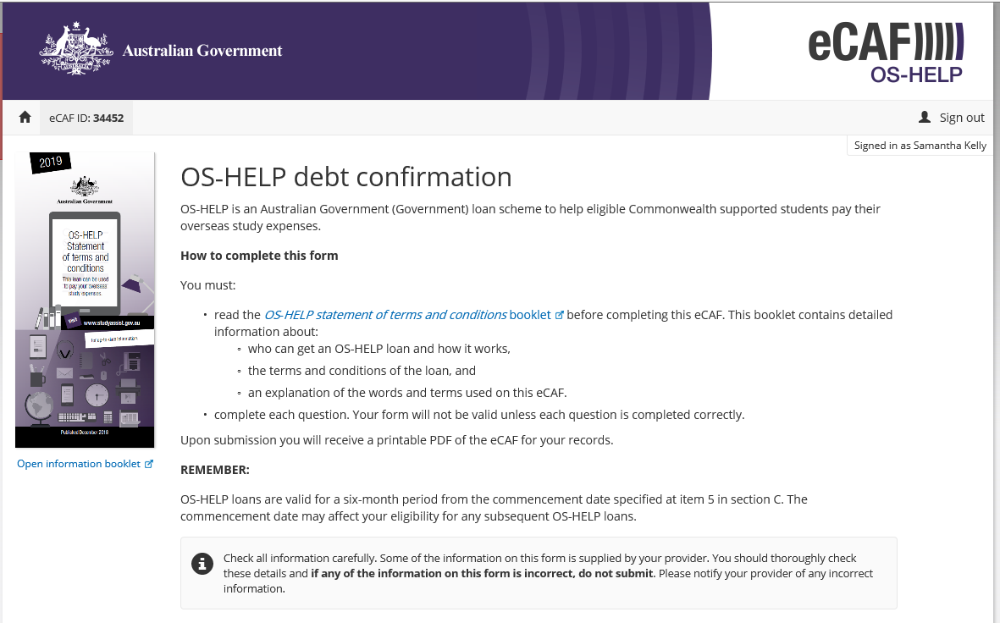 Australian Government
eCAF
OS-HELP
eCAF ID: 34452
Sign out
Signed in as Samantha Kelly
2019
Australian Government
OS-HELP
Statement
of terms and
conditions
This loan can be used
to pay your overseas
study expenses.
visit www.studyassist.gov.au
for up-to-date information.
Published December 2018
Open information booklet
OS-HELP debt confirmation
OS-HELP is an Australian Government (Government) loan scheme to help eligible Commonwealth supported students pay their
overseas study expenses.
How to complete this form
You must:
• read the OS-HELP statement of terms and conditions booklet before completing this eCAF. This booklet contains detailed
information about:
◦ who can get an OS-HELP loan and how it works,
◦ the terms and conditions of the loan, and
◦ an explanation of the words and terms used on this eCAF.
• complete each question. Your form will not be valid unless each question is completed correctly.
Upon submission you will receive a printable PDF of the eCAF for your records.
REMEMBER:
OS-HELP loans are valid for a six-month period from the commencement date specified at item 5 in section C. The
commencement date may affect your eligibility for any subsequent OS-HELP loans.
Check all information carefully. Some of the information on this form is supplied by your provider. You should thoroughly check
these details and if any of the information on this form is incorrect, do not submit. Please notify your provider of any incorrect
information.